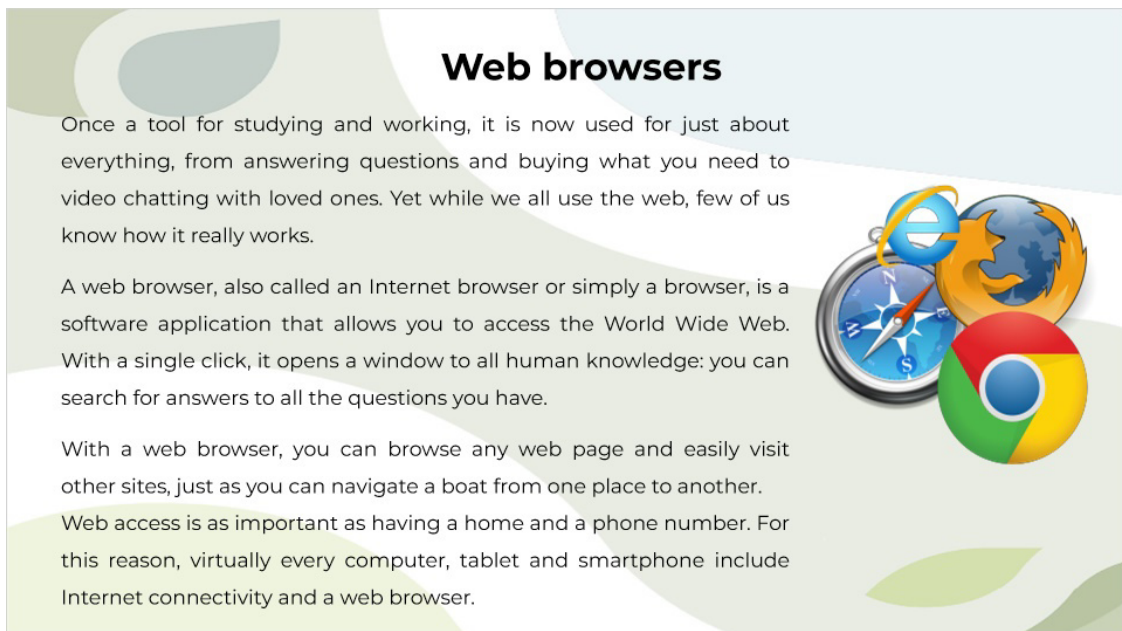 Web browsers
Once a tool for studying and working, it is now used for just about
everything, from answering questions and buying what you need to
video chatting with loved ones. Yet while we all use the web, few of us
know how it really works.
A web browser, also called an Internet browser or simply a browser, is a
software application that allows you to access the World Wide Web.
With a single click, it opens a window to all human knowledge: you can
search for answers to all the questions you have.
With a web browser, you can browse any web page and easily visit
other sites, just as you can navigate a boat from one place to another.
Web access is as important as having a home and a phone number. For
this reason, virtually every computer, tablet and smartphone include
Internet connectivity and a web browser.
N
W
E
S